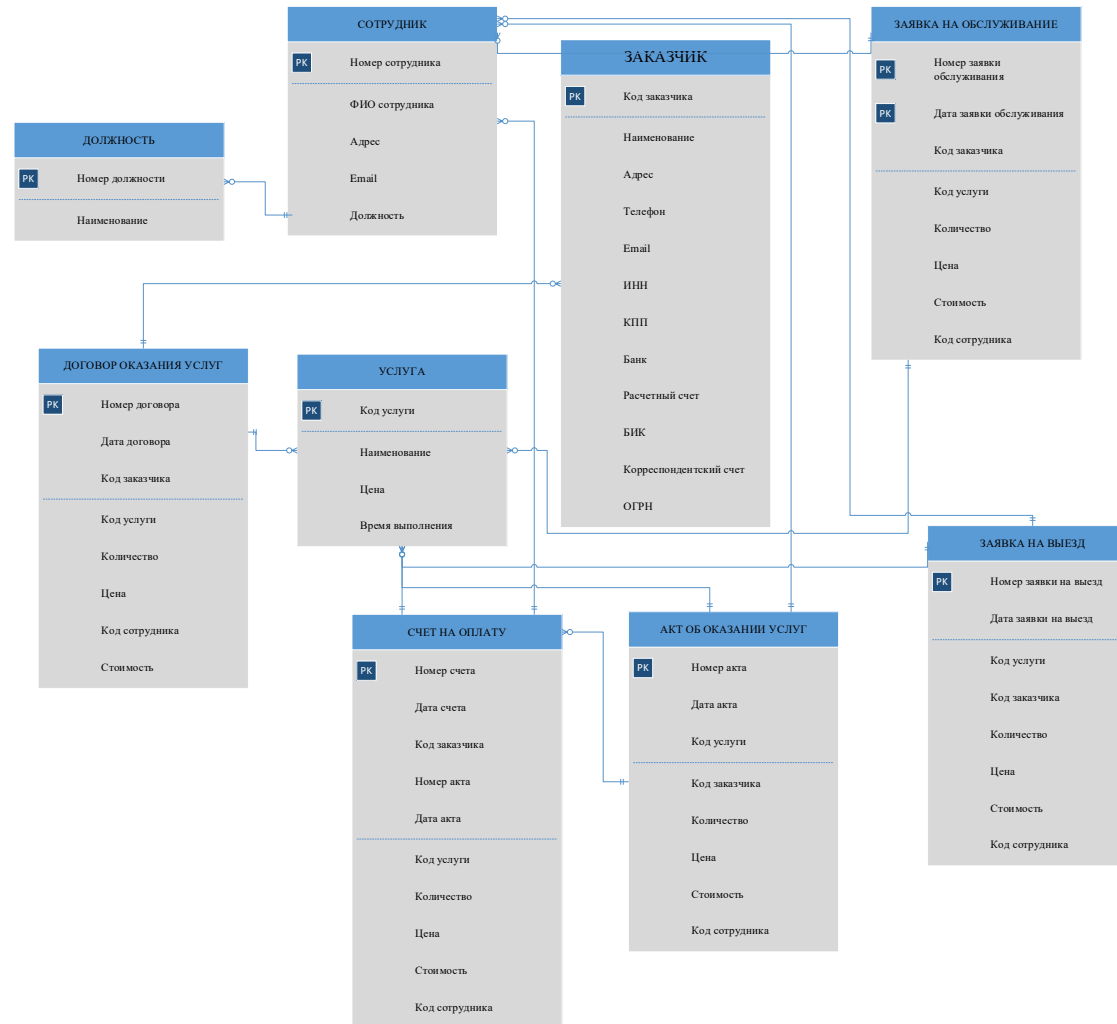 СОТРУДНИК
PK
Номер сотрудника
ФИО сотрудника
Адрес
Email
Должность
ЗАКАЗЧИК
PK
Код заказчика
Наименование
Адрес
Телефон
Email
ИНН
КПП
Банк
Расчетный счет
БИК
Корреспондентский счет
ОГРН
ЗАЯВКА НА ОБСЛУЖИВАНИЕ
PK
Номер заявки
обслуживания
PK
Дата заявки обслуживания
Код заказчика
Код услуги
Количество
Цена
Стоимость
Код сотрудника
ДОЛЖНОСТЬ
PK
Номер должности
Наименование
ДОГОВОР ОКАЗАНИЯ УСЛУГ
PK
Номер договора
Дата договора
Код заказчика
Код услуги
Количество
Цена
Код сотрудника
Стоимость
УСЛУГА
PK
Код услуги
Наименование
Цена
Время выполнения
ЗАЯВКА НА ВЫЕЗД
PK
Номер заявки на выезд
Дата заявки на выезд
Код услуги
Код заказчика
Количество
Цена
Стоимость
Код сотрудника
СЧЕТ НА ОПЛАТУ
PK
Номер счета
Дата счета
Код заказчика
Номер акта
Дата акта
Код услуги
Количество
Цена
Стоимость
Код сотрудника
АКТ ОБ ОКАЗАНИИ УСЛУГ
PK
Номер акта
Дата акта
Код услуги
Код заказчика
Количество
Цена
Стоимость
Код сотрудника